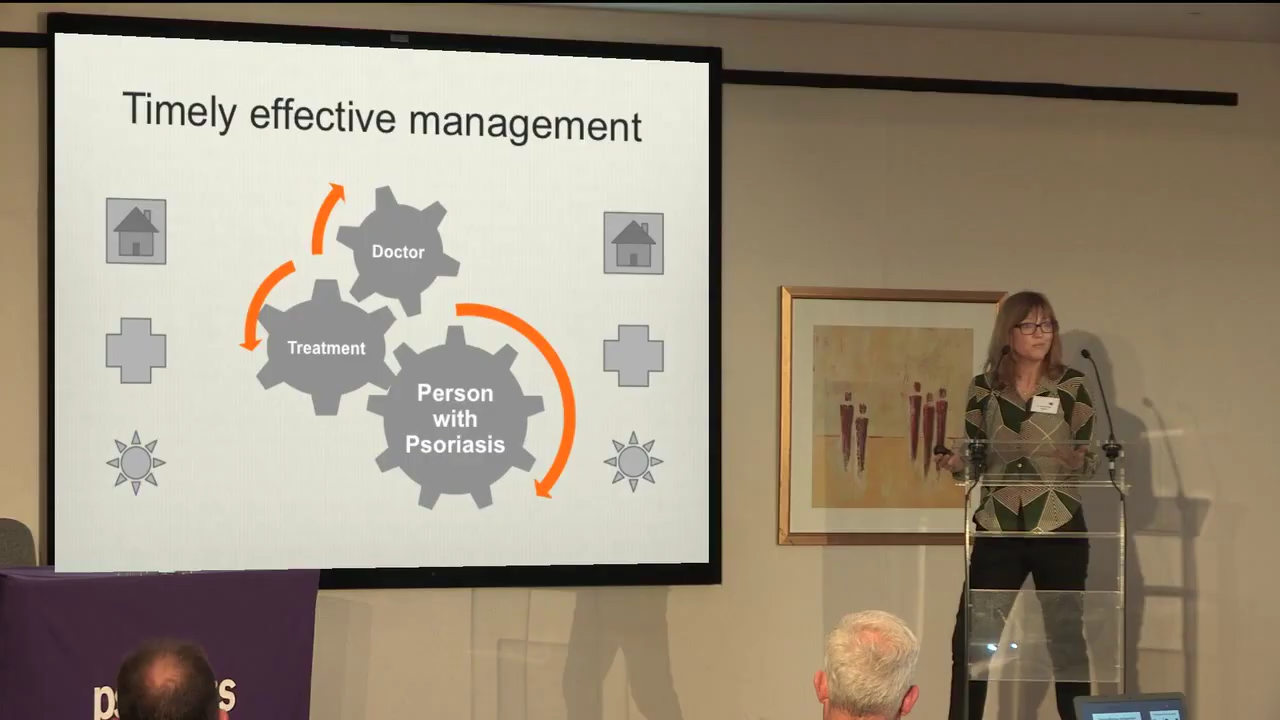 Timely effective management
Doctor
Treatment
Person
with
Psoriasis